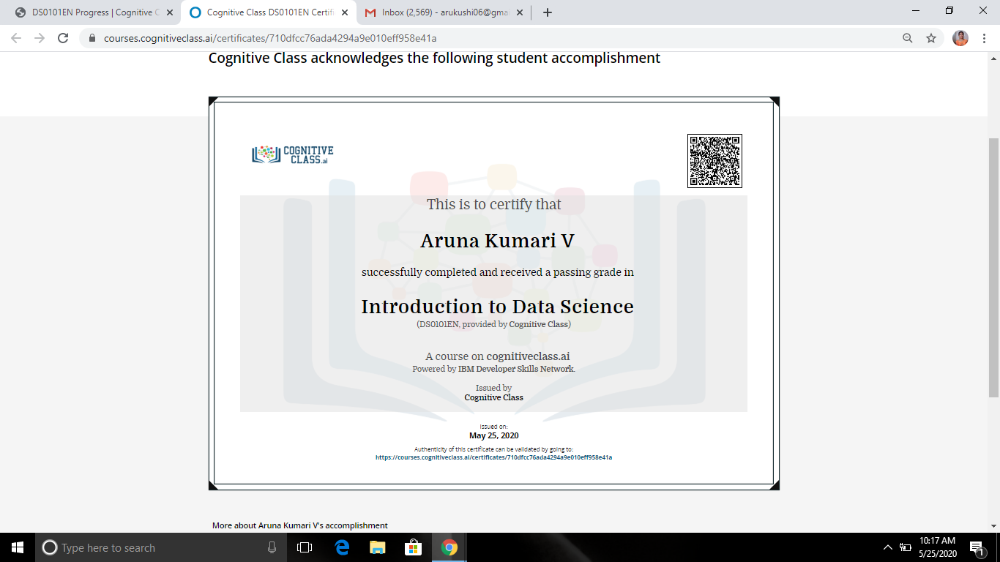 DS0101EN Progress | Cognitive C
Cognitive Class DS0101EN Certifi
Inbox (2,569) - arukushi06@gma
courses.cognitiveclass.ai/certificates/710dfcc76ada4294a9e010eff958e41a
Cognitive Class acknowledges the following student accomplishment
COGNITIVE
CLASS.ai
This is to certify that
Aruna Kumari V
successfully completed and received a passing grade in
Introduction to Data Science
(DS0101EN, provided by Cognitive Class)
A course on cognitiveclass.ai
Powered by IBM Developer Skills Network.
Issued by
Cognitive Class
Issued on:
May 25, 2020
Authenticity of this certificate can be validated by going to:
https://courses.cognitiveclass.ai/certificates/710dfcc76ada4294a9e010eff958e41a
More about Aruna Kumari V's accomplishment
Type here to search
10:17 AM
5/25/2020
1